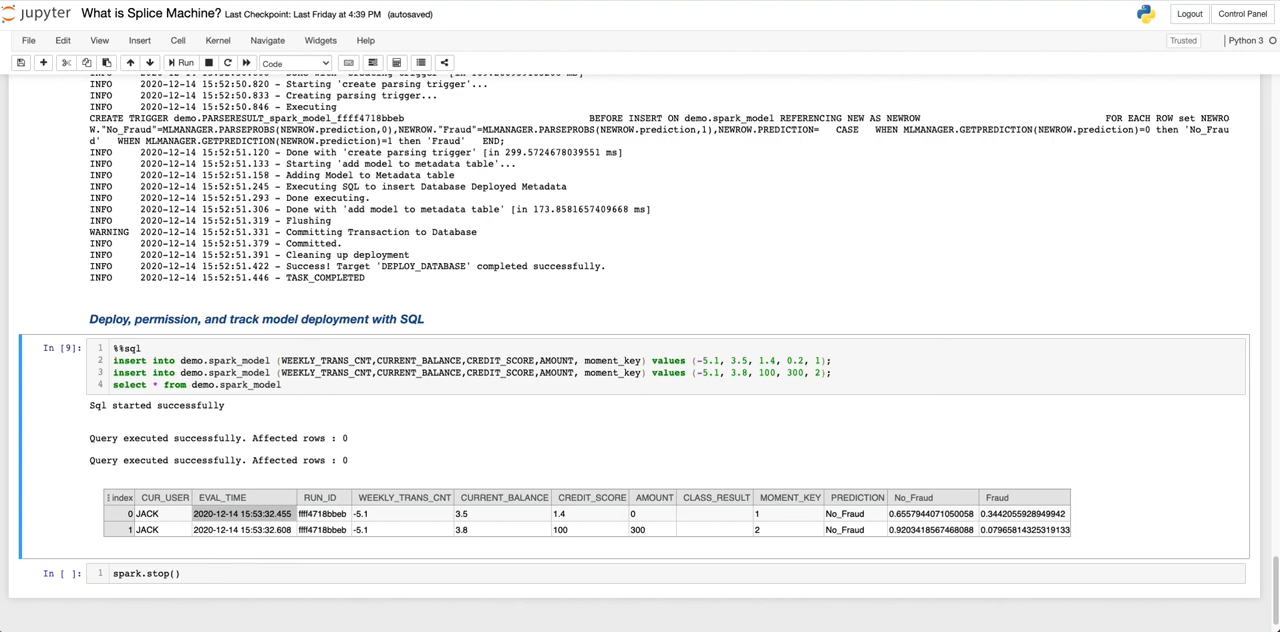 jupyter What is Splice Machine? Last Checkpoint: Last Friday at 4:39 PM (autosaved) Logout Control Panel
File Edit View Insert Cell Kernel Navigate Widgets Help Trusted Python 3
Run Code
INFO 2020-12-14 15:52:50.820 - Starting 'create parsing trigger'...
INFO 2020-12-14 15:52:50.833 - Creating parsing trigger...
INFO 2020-12-14 15:52:50.846 - Executing
CREATE TRIGGER demo.PARSERESULT_spark_model_ffff4718bbeb BEFORE INSERT ON demo.spark_model REFERENCING NEW AS NEWROW FOR EACH ROW set NEWRO
W."No_Fraud"=MLMANAGER.PARSEPROBS(NEWROW.prediction,0),NEWROW."Fraud"=MLMANAGER.PARSEPROBS(NEWROW.prediction,1),NEWROW.PREDICTION= CASE WHEN MLMANAGER.GETPREDICTION(NEWROW.prediction)=0 then 'No_Frau
d' WHEN MLMANAGER.GETPREDICTION(NEWROW.prediction)=1 then 'Fraud' END;
INFO 2020-12-14 15:52:51.120 - Done with 'create parsing trigger' [in 299.5724678039551 ms]
INFO 2020-12-14 15:52:51.133 - Starting 'add model to metadata table'...
INFO 2020-12-14 15:52:51.158 - Adding Model to Metadata table
INFO 2020-12-14 15:52:51.245 - Executing SQL to insert Database Deployed Metadata
INFO 2020-12-14 15:52:51.293 - Done executing.
INFO 2020-12-14 15:52:51.306 - Done with 'add model to metadata table' [in 173.8581657409668 ms]
INFO 2020-12-14 15:52:51.319 - Flushing
WARNING 2020-12-14 15:52:51.331 - Committing Transaction to Database
INFO 2020-12-14 15:52:51.379 - Committed.
INFO 2020-12-14 15:52:51.391 - Cleaning up deployment
INFO 2020-12-14 15:52:51.422 - Success! Target 'DEPLOY_DATABASE' completed successfully.
INFO 2020-12-14 15:52:51.446 - TASK_COMPLETED
Deploy, permission, and track model deployment with SQL
In [9]: 1 %%sql
2 insert into demo.spark_model (WEEKLY_TRANS_CNT,CURRENT_BALANCE,CREDIT_SCORE,AMOUNT, moment_key) values (-5.1, 3.5, 1.4, 0.2, 1);
3 insert into demo.spark_model (WEEKLY_TRANS_CNT,CURRENT_BALANCE,CREDIT_SCORE,AMOUNT, moment_key) values (-5.1, 3.8, 100, 300, 2);
4 select * from demo.spark_model
Sql started successfully
Query executed successfully. Affected rows : 0
Query executed successfully. Affected rows : 0
index CUR_USER EVAL_TIME RUN_ID WEEKLY_TRANS_CNT CURRENT_BALANCE CREDIT_SCORE AMOUNT CLASS_RESULT MOMENT_KEY PREDICTION No_Fraud Fraud
0 JACK 2020-12-14 15:53:32.455 ffff4718bbeb -5.1 3.5 1.4 0 1 No_Fraud 0.6557944071050058 0.3442055928949942
1 JACK 2020-12-14 15:53:32.608 ffff4718bbeb -5.1 3.8 100 300 2 No_Fraud 0.9203418567468088 0.07965814325319133
In [ ]: 1 spark.stop()